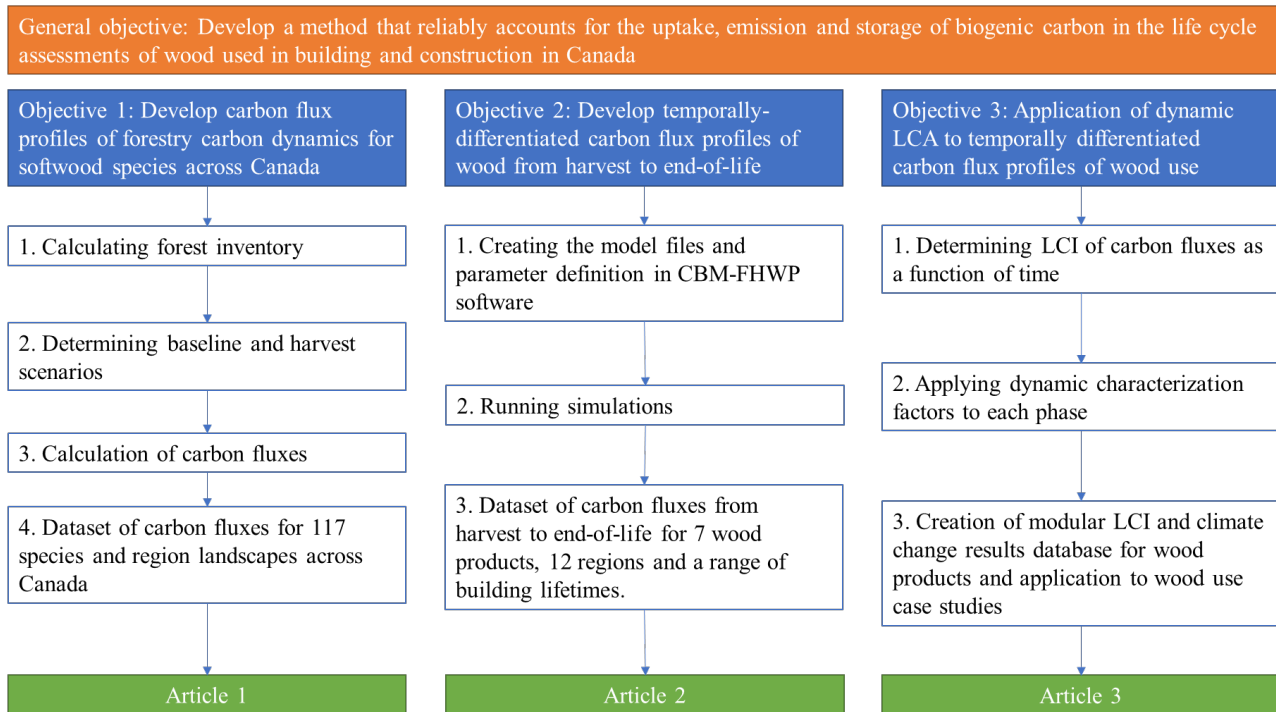 General objective: Develop a method that reliably accounts for the uptake, emission and storage of biogenic carbon in the life cycle
assessments of wood used in building and construction in Canada
Objective 1: Develop carbon flux
profiles of forestry carbon dynamics for
softwood species across Canada
1. Calculating forest inventory
2. Determining baseline and harvest
scenarios
3. Calculation of carbon fluxes
4. Dataset of carbon fluxes for 117
species and region landscapes across
Canada
Article 1
Objective 2: Develop temporally-
differentiated carbon flux profiles of
wood from harvest to end-of-life
1. Creating the model files and
parameter definition in CBM-FHWP
software
2. Running simulations
3. Dataset of carbon fluxes from
harvest to end-of-life for 7 wood
products, 12 regions and a range of
building lifetimes.
Article 2
Objective 3: Application of dynamic
LCA to temporally differentiated
carbon flux profiles of wood use
1. Determining LCI of carbon fluxes as
a function of time
2. Applying dynamic characterization
factors to each phase
3. Creation of modular LCI and climate
change results database for wood
products and application to wood use
case studies
Article 3